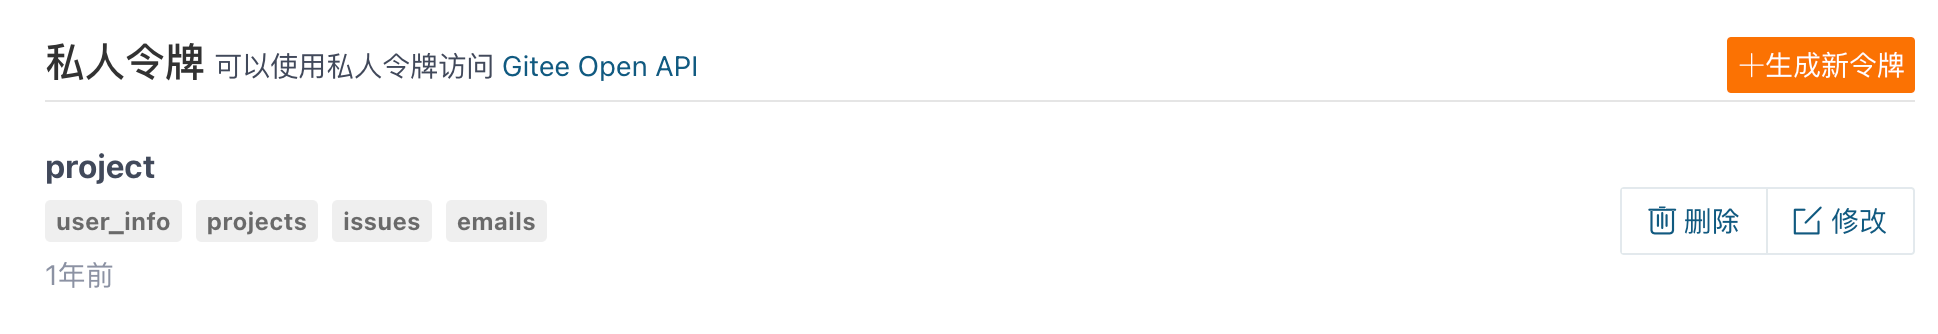 私人令牌 可以使用私人令牌访问 Gitee Open API
+生成新令牌
project
user_info projects issues emails
删除 修改
1年前